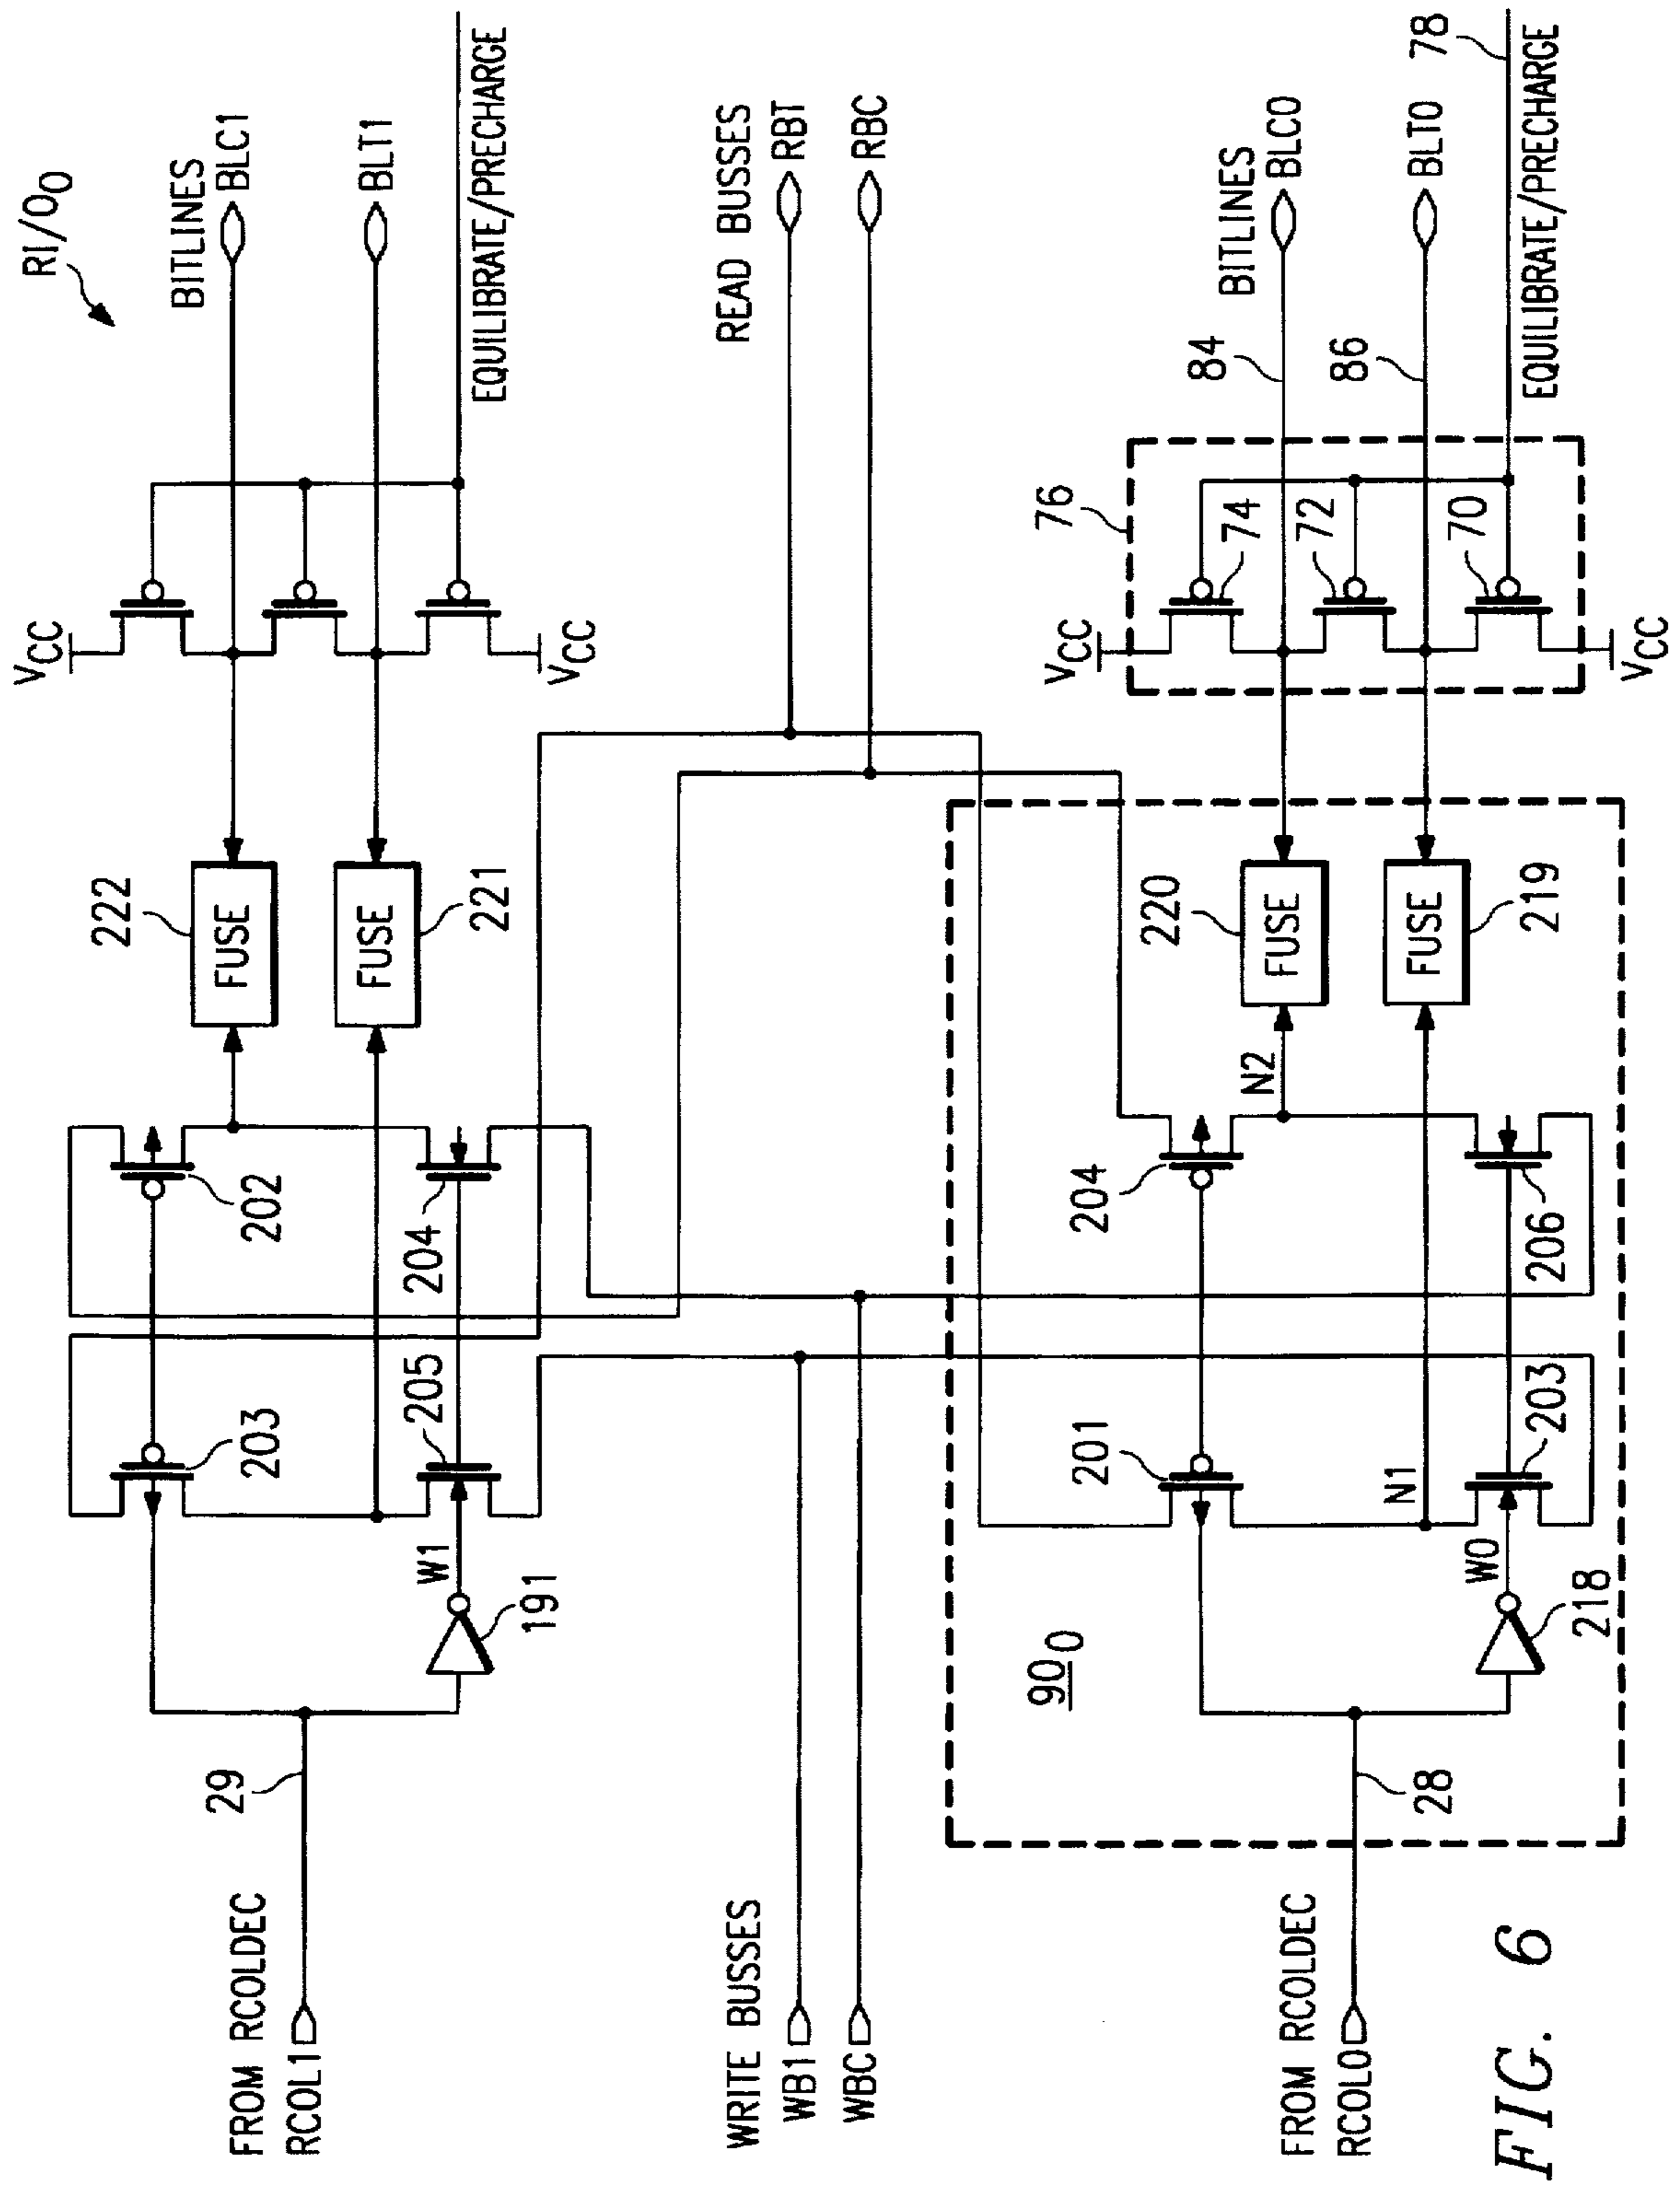 RI/O0
BITLINES
BLC1
BLT1
EQUILIBRATE/PRECHARGE
VCC
VCC
222
FUSE
FUSE
221
202
204
203
205
W1
191
29
FROM RCOLDEC
RCOL1
READ BUSSES
RBT
RBC
WRITE BUSSES
WB1
WBC
BITLINES
BLC0
BLT0
78
EQUILIBRATE/PRECHARGE
84
86
76
74
72
70
VCC
VCC
220
FUSE
FUSE
219
N2
204
206
201
N1
203
W0
218
900
28
FROM RCOLDEC
RCOL0
FIG. 6